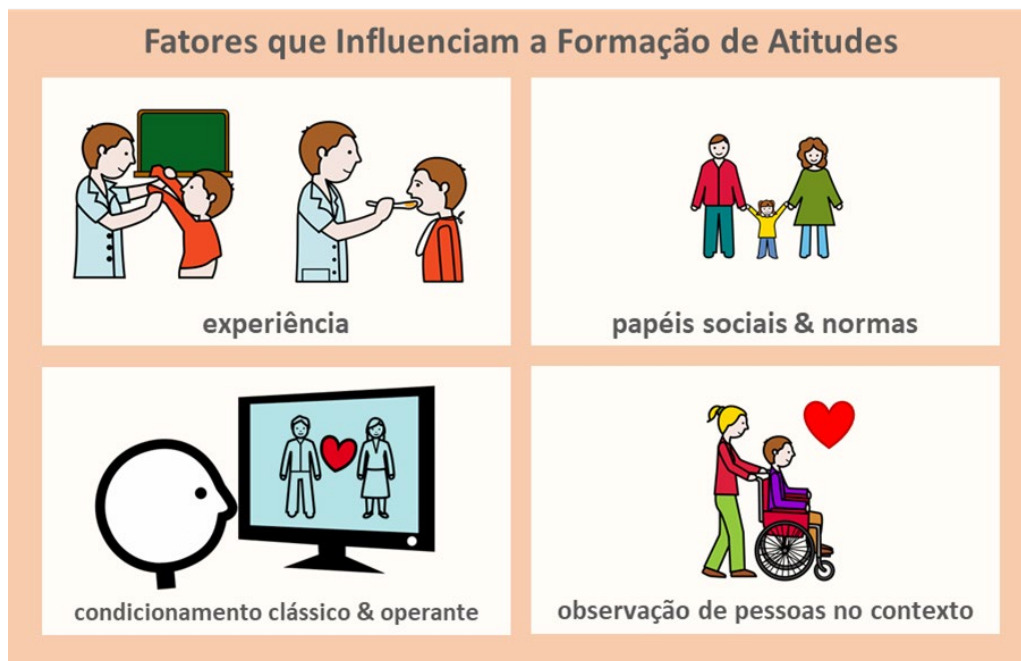 Fatores que Influenciam a Formação de Atitudes
experiência
papéis sociais & normas
condicionamento clássico & operante
observação de pessoas no contexto